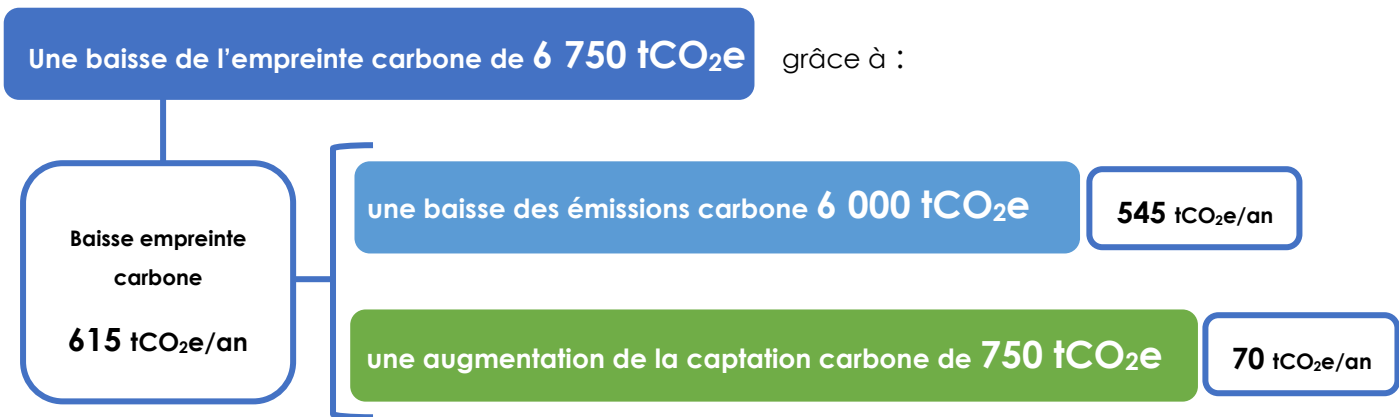 Une baisse de l’empreinte carbone de 6 750 tCO₂e grâce à :
une baisse des émissions carbone 6 000 tCO₂e
545 tCO₂e/an
Baisse empreinte
carbone
615 tCO₂e/an
une augmentation de la captation carbone de 750 tCO₂e
70 tCO₂e/an